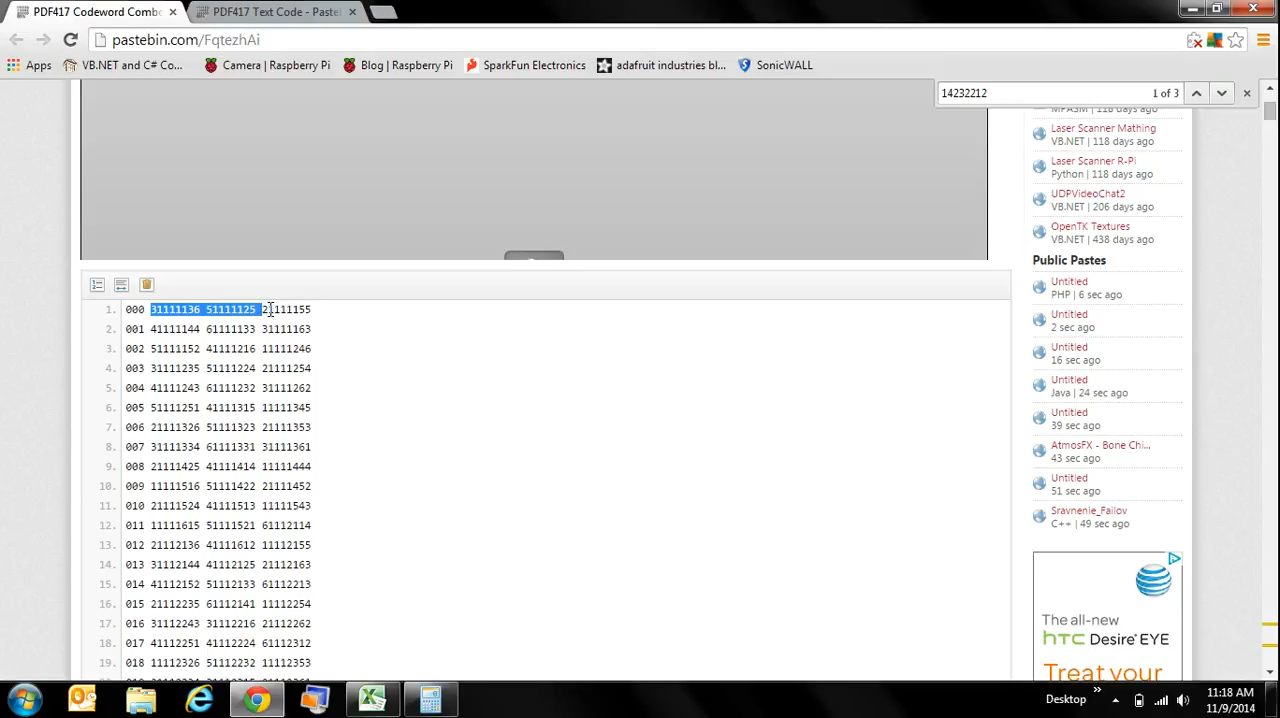 PDF417 Codeword Comb
PDF417 Text Code - Paste
pastebin.com/FqtezhAi
Apps
VB.NET and C# Co...
Camera | Raspberry Pi
Blog | Raspberry Pi
SparkFun Electronics
adafruit industries bl...
SonicWALL
14232212
1 of 3
MPASM | 118 days ago
Laser Scanner Mathing
VB.NET | 118 days ago
Laser Scanner R-Pi
Python | 118 days ago
UDPVideoChat2
VB.NET | 206 days ago
OpenTK Textures
VB.NET | 438 days ago
Public Pastes
Untitled
PHP | 6 sec ago
Untitled
2 sec ago
Untitled
16 sec ago
Untitled
Java | 24 sec ago
Untitled
39 sec ago
AtmosFX - Bone Chi...
43 sec ago
Untitled
51 sec ago
Sravnenie_Failov
C++ | 49 sec ago
1. 000 31111136 51111125 21111155
2. 001 41111144 61111133 31111163
3. 002 51111152 41111216 11111246
4. 003 31111235 51111224 21111254
5. 004 41111243 61111232 31111262
6. 005 51111251 41111315 11111345
7. 006 21111326 51111323 21111353
8. 007 31111334 61111331 31111361
9. 008 21111425 41111414 11111444
10. 009 11111516 51111422 21111452
11. 010 21111524 41111513 11111543
12. 011 11111615 51111521 61112114
13. 012 21112136 41111612 11112155
14. 013 31112144 41112125 21112163
15. 014 41112152 51112133 61112213
16. 015 21112235 61112141 11112254
17. 016 31112243 31112216 21112262
18. 017 41112251 41112224 61112312
19. 018 11112326 51112232 11112353
The all-new
hTC Desire EYE
Treat your
Desktop
11:18 AM
11/9/2014